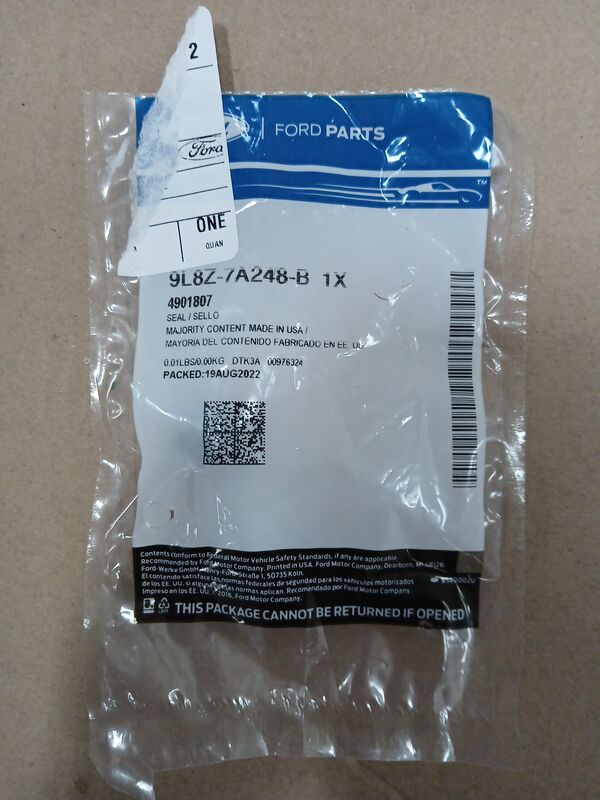 2
Ford
ONE
QUAN
FORD PARTS
TM
9L8Z-7A248-B 1X
4901807
SEAL / SELLO
MAJORITY CONTENT MADE IN USA /
MAYORIA DEL CONTENIDO FABRICADO EN EE. UU
0.01LBS/0.00KG DTK3A 00976324
PACKED:19AUG2022
Contents conform to Federal Motor Vehicle Safety Standards, if any are applicable.
Recommended by Ford Motor Company. Printed in USA. Ford Motor Company, Dearborn, MI 48126.
Ford-Werke GmbH, Henry-Ford-Straße 1, 50735 Köln.
El contenido satisface las normas federales de seguridad para los vehículos motorizados
de los EE. UU. si algunas de esas normas aplican. Recomendado por Ford Motor Company.
Impreso en los EE. UU. © 2016, Ford Motor Company.
THIS PACKAGE CANNOT BE RETURNED IF OPENED